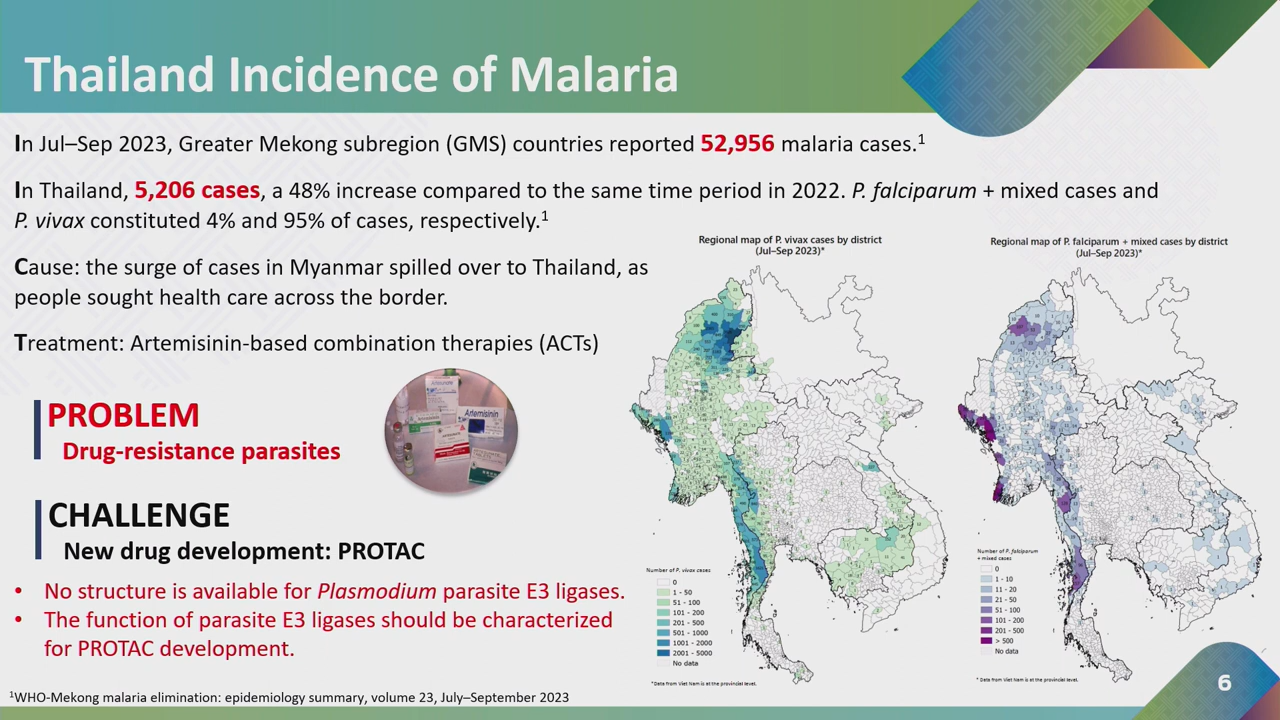 Thailand Incidence of Malaria
In Jul–Sep 2023, Greater Mekong subregion (GMS) countries reported 52,956 malaria cases.¹
In Thailand, 5,206 cases, a 48% increase compared to the same time period in 2022. P. falciparum + mixed cases and
P. vivax constituted 4% and 95% of cases, respectively.¹
Cause: the surge of cases in Myanmar spilled over to Thailand, as
people sought health care across the border.
Treatment: Artemisinin-based combination therapies (ACTs)
PROBLEM
Drug-resistance parasites
Artemisinin
CHALLENGE
New drug development: PROTAC
• No structure is available for Plasmodium parasite E3 ligases.
• The function of parasite E3 ligases should be characterized
for PROTAC development.
¹WHO-Mekong malaria elimination: epidemiology summary, volume 23, July–September 2023
Regional map of P. vivax cases by district
(Jul–Sep 2023)*
Number of P. vivax cases
0
1 - 50
51 - 100
101 - 200
201 - 500
501 - 1000
1001 - 2000
2001 - 5000
No data
*Data from Viet Nam is at the provincial level.
Regional map of P. falciparum + mixed cases by district
(Jul–Sep 2023)*
Number of P. falciparum
+ mixed cases
0
1 - 10
11 - 20
21 - 50
51 - 100
101 - 200
201 - 500
> 500
No data
* Data from Viet Nam is at the provincial level.
6